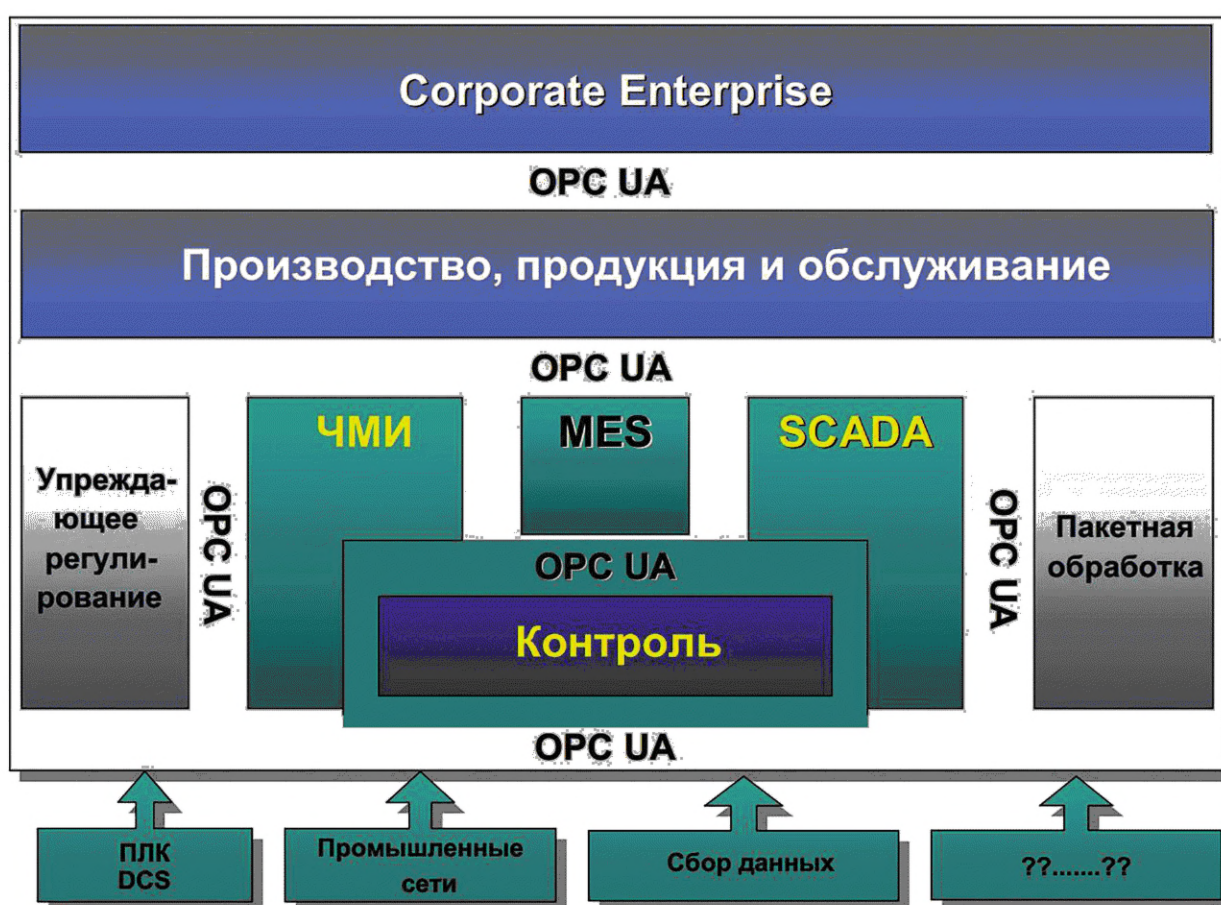 Corporate Enterprise
OPC UA
Производство, продукция и обслуживание
OPC UA
Упрежда-
ющее
регули-
рование
OPC UA
ЧМИ
MES
SCADA
OPC UA
Контроль
OPC UA
Пакетная
обработка
OPC UA
ПЛК
DCS
Промышленные
сети
Сбор данных
??.......??